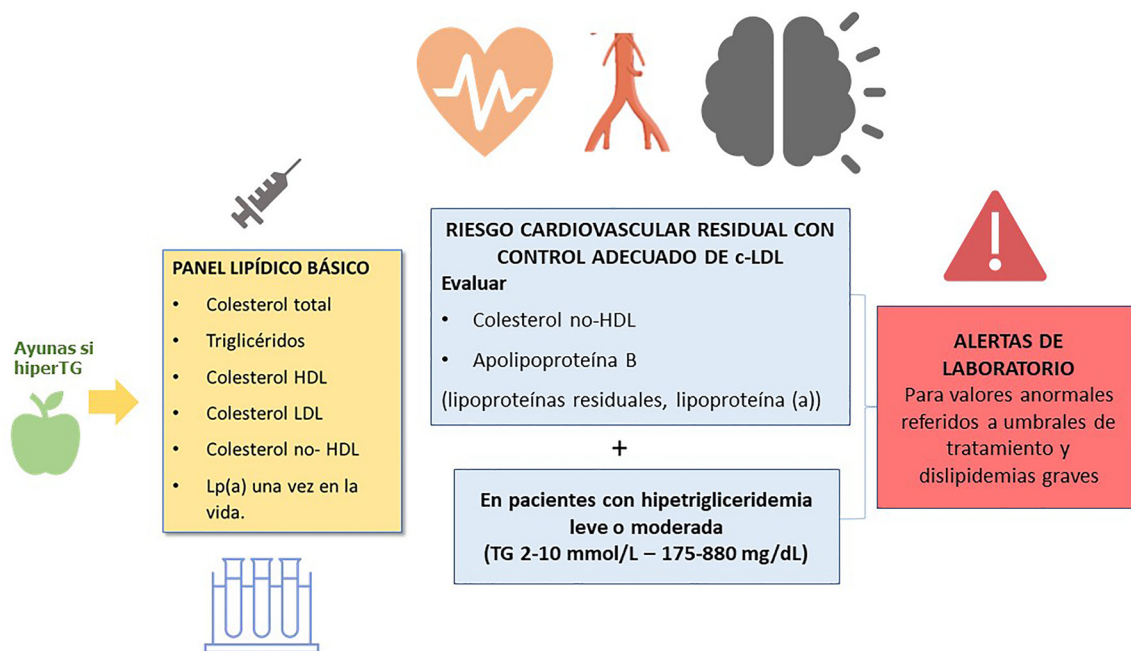 Ayunas si
hiperTG
PANEL LIPÍDICO BÁSICO
• Colesterol total
• Triglicéridos
• Colesterol HDL
• Colesterol LDL
• Colesterol no- HDL
• Lp(a) una vez en la
vida.
RIESGO CARDIOVASCULAR RESIDUAL CON
CONTROL ADECUADO DE c-LDL
Evaluar
• Colesterol no-HDL
• Apolipoproteína B
(lipoproteínas residuales, lipoproteína (a))
+
En pacientes con hipetrigliceridemia
leve o moderada
(TG 2-10 mmol/L – 175-880 mg/dL)
ALERTAS DE
LABORATORIO
Para valores anormales
referidos a umbrales de
tratamiento y
dislipidemias graves